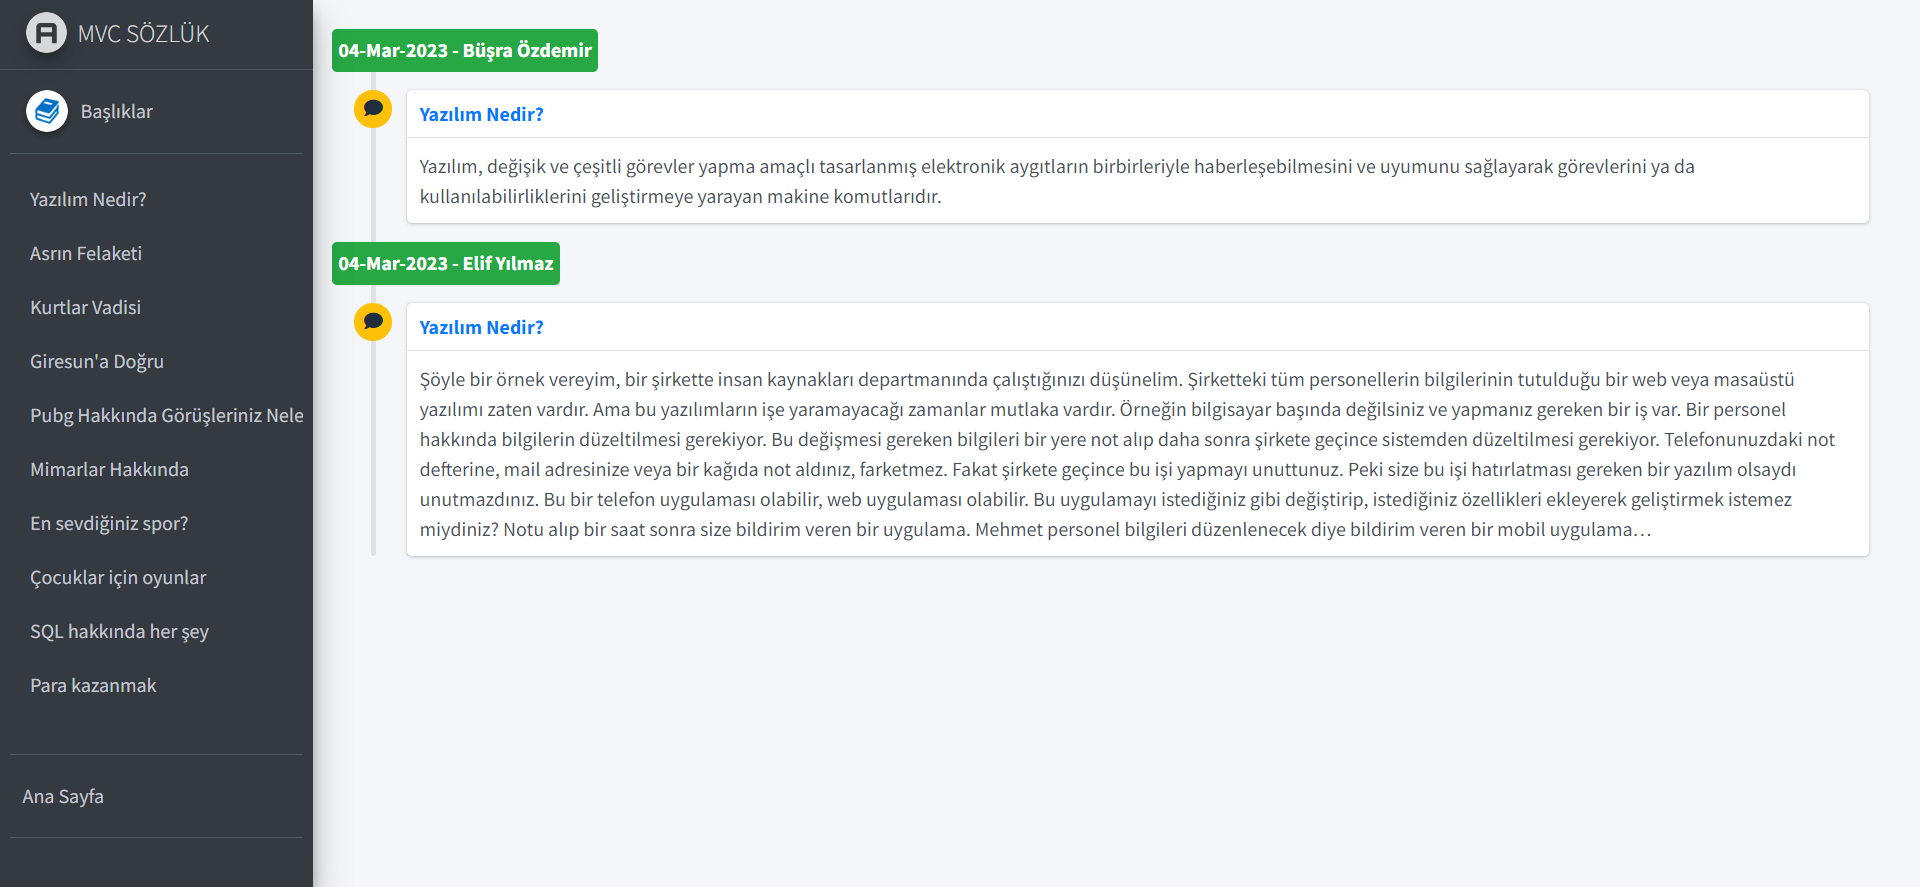 MVC SÖZLÜK
Başlıklar
Yazılım Nedir?
Asrın Felaketi
Kurtlar Vadisi
Giresun'a Doğru
Pubg Hakkında Görüşleriniz Nele
Mimarlar Hakkında
En sevdiğiniz spor?
Çocuklar için oyunlar
SQL hakkında her şey
Para kazanmak
Ana Sayfa
04-Mar-2023 - Büşra Özdemir
Yazılım Nedir?
Yazılım, değişik ve çeşitli görevler yapma amaçlı tasarlanmış elektronik aygıtların birbirleriyle haberleşebilmesini ve uyumunu sağlayarak görevlerini ya da
kullanılabilirliklerini geliştirmeye yarayan makine komutlarıdır.
04-Mar-2023 - Elif Yılmaz
Yazılım Nedir?
Şöyle bir örnek vereyim, bir şirkette insan kaynakları departmanında çalıştığınızı düşünelim. Şirketteki tüm personellerin bilgilerinin tutulduğu bir web veya masaüstü
yazılımı zaten vardır. Ama bu yazılımların işe yaramayacağı zamanlar mutlaka vardır. Örneğin bilgisayar başında değilsiniz ve yapmanız gereken bir iş var. Bir personel
hakkında bilgilerin düzeltilmesi gerekiyor. Bu değişmesi gereken bilgileri bir yere not alıp daha sonra şirkete geçince sistemden düzeltilmesi gerekiyor. Telefonunuzdaki not
defterine, mail adresinize veya bir kağıda not aldınız, farketmez. Fakat şirkete geçince bu işi yapmayı unuttunuz. Peki size bu işi hatırlatması gereken bir yazılım olsaydı
unutmazdınız. Bu bir telefon uygulaması olabilir, web uygulaması olabilir. Bu uygulamayı istediğiniz gibi değiştirip, istediğiniz özellikleri ekleyerek geliştirmek istemez
miydiniz? Notu alıp bir saat sonra size bildirim veren bir uygulama. Mehmet personel bilgileri düzenlenecek diye bildirim veren bir mobil uygulama…